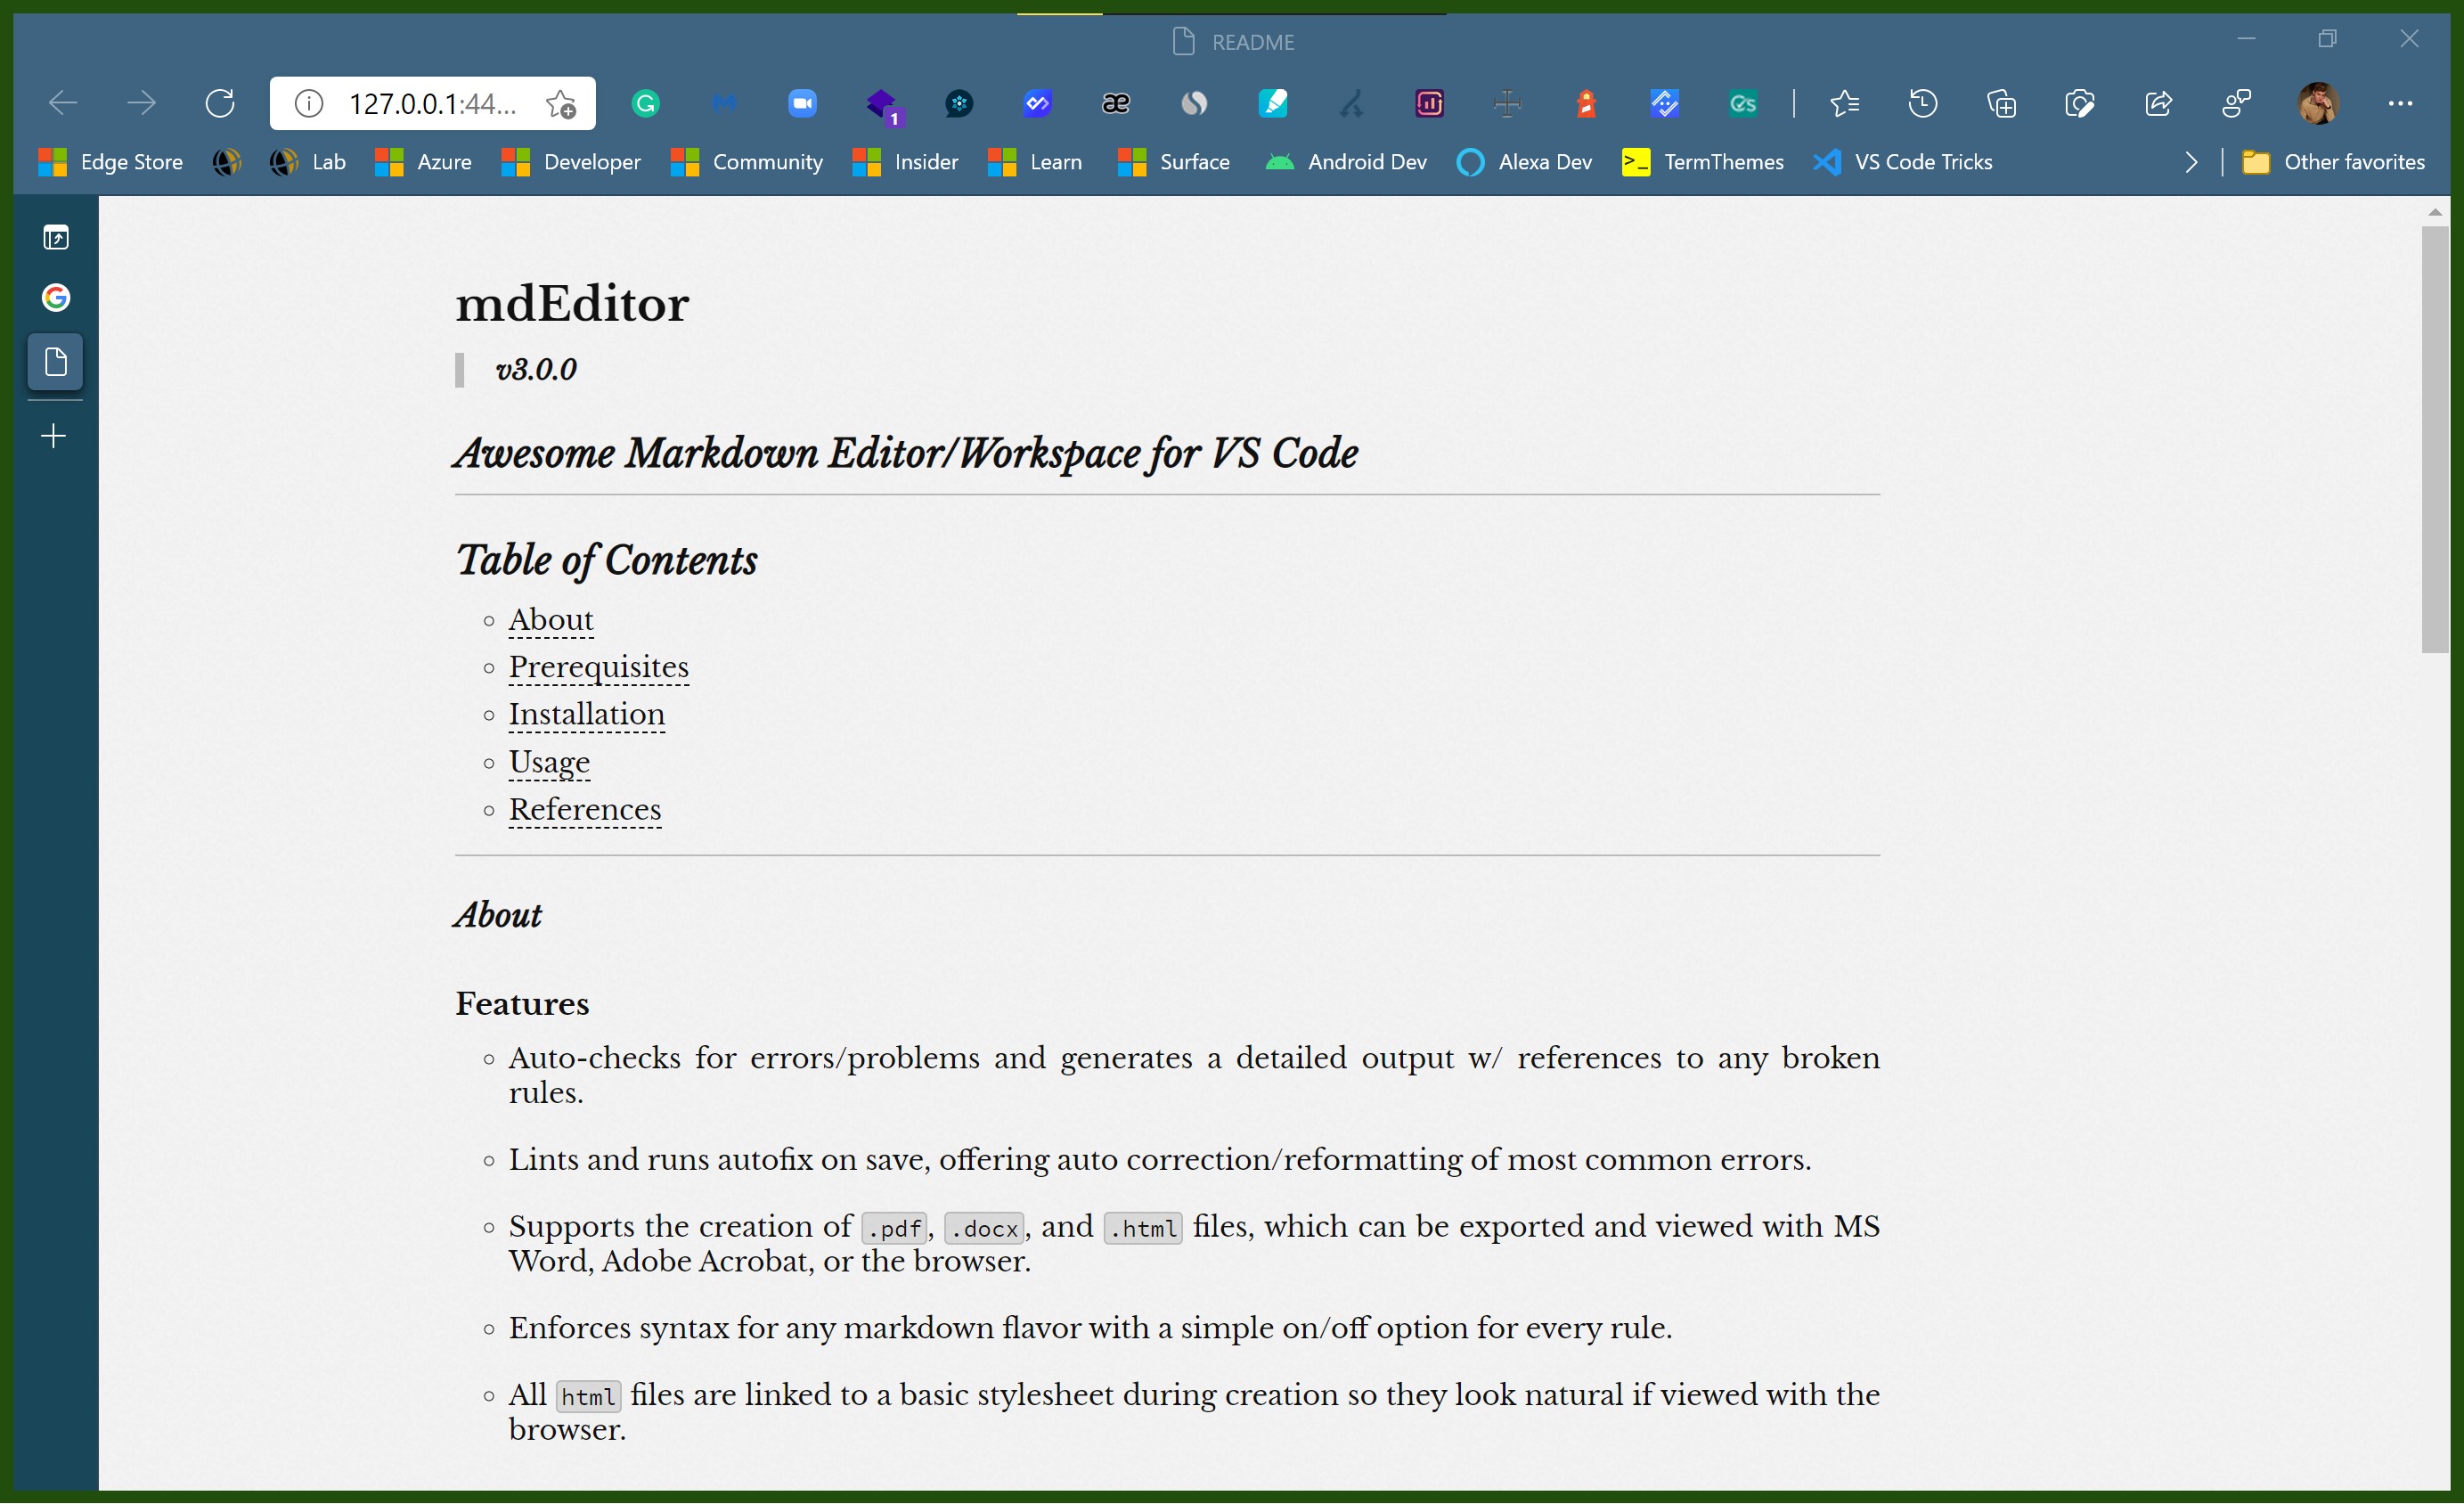 README
127.0.0.1:44...
1
æ
Edge Store
Lab
Azure
Developer
Community
Insider
Learn
Surface
Android Dev
Alexa Dev
TermThemes
VS Code Tricks
Other favorites
mdEditor
v3.0.0
Awesome Markdown Editor/Workspace for VS Code
Table of Contents
About
Prerequisites
Installation
Usage
References
About
Features
Auto-checks for errors/problems and generates a detailed output w/ references to any broken
rules.
Lints and runs autofix on save, offering auto correction/reformatting of most common errors.
Supports the creation of .pdf, .docx, and .html files, which can be exported and viewed with MS
Word, Adobe Acrobat, or the browser.
Enforces syntax for any markdown flavor with a simple on/off option for every rule.
All html files are linked to a basic stylesheet during creation so they look natural if viewed with the
browser.